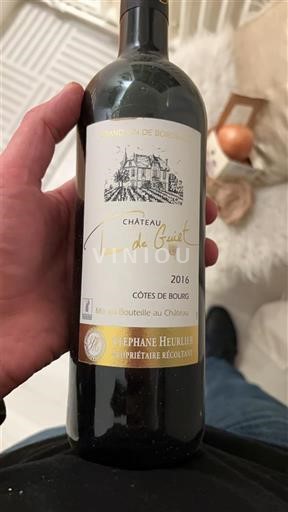 GRAND VIN DE BORDEAUX
CHÂTEAU
Tour de Guiet
VINIOU
2016
CÔTES DE BOURG
Mis en Bouteille au Château
STÉPHANE HEURLIER
PROPRIÉTAIRE RÉCOLTANT